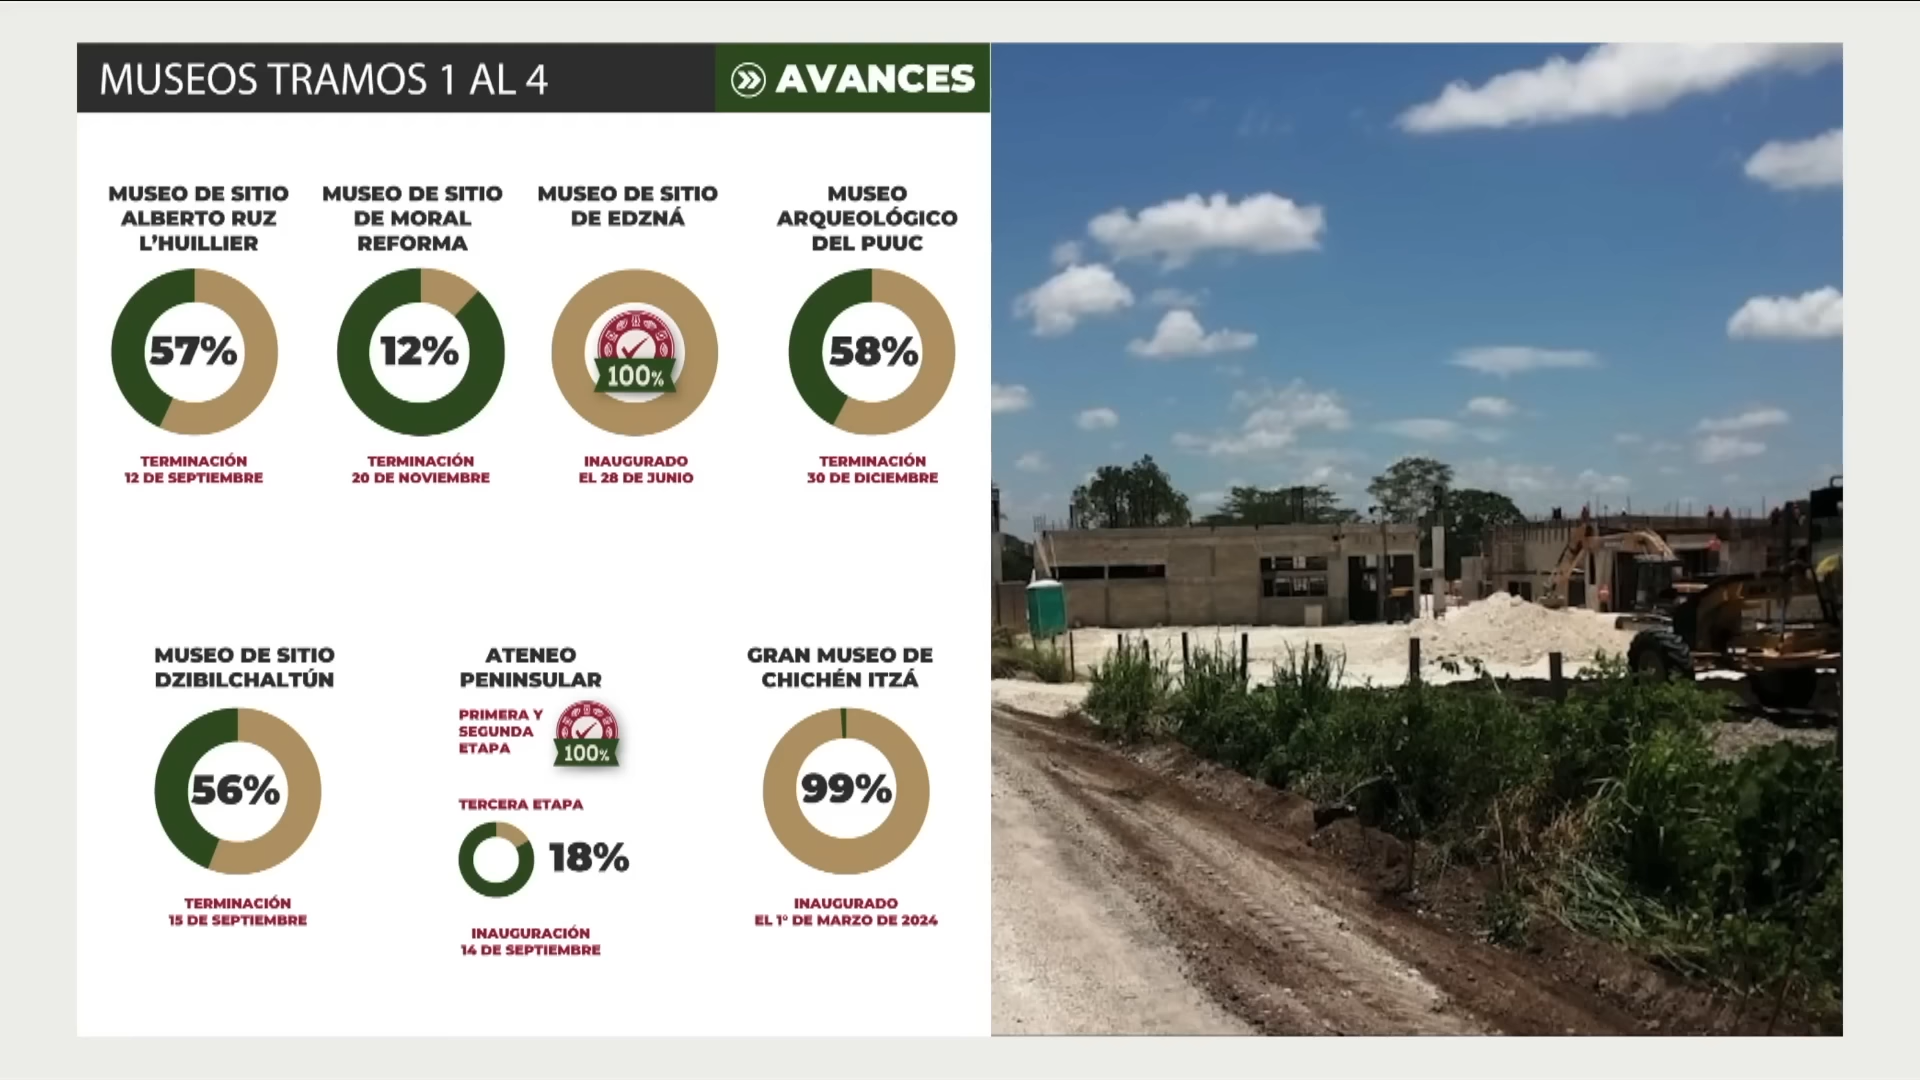 MUSEOS TRAMOS 1 AL 4
AVANCES
MUSEO DE SITIO
ALBERTO RUZ
L'HUILLIER
57%
TERMINACIÓN
12 DE SEPTIEMBRE
MUSEO DE SITIO
DE MORAL
REFORMA
12%
TERMINACIÓN
20 DE NOVIEMBRE
MUSEO DE SITIO
DE EDZNÁ
100%
INAUGURADO
EL 28 DE JUNIO
MUSEO
ARQUEOLÓGICO
DEL PUUC
58%
TERMINACIÓN
30 DE DICIEMBRE
MUSEO DE SITIO
DZIBILCHALTÚN
56%
TERMINACIÓN
15 DE SEPTIEMBRE
ATENEO
PENINSULAR
PRIMERA Y
SEGUNDA
ETAPA
100%
TERCERA ETAPA
18%
INAUGURACIÓN
14 DE SEPTIEMBRE
GRAN MUSEO DE
CHICHÉN ITZÁ
99%
INAUGURADO
EL 1° DE MARZO DE 2024